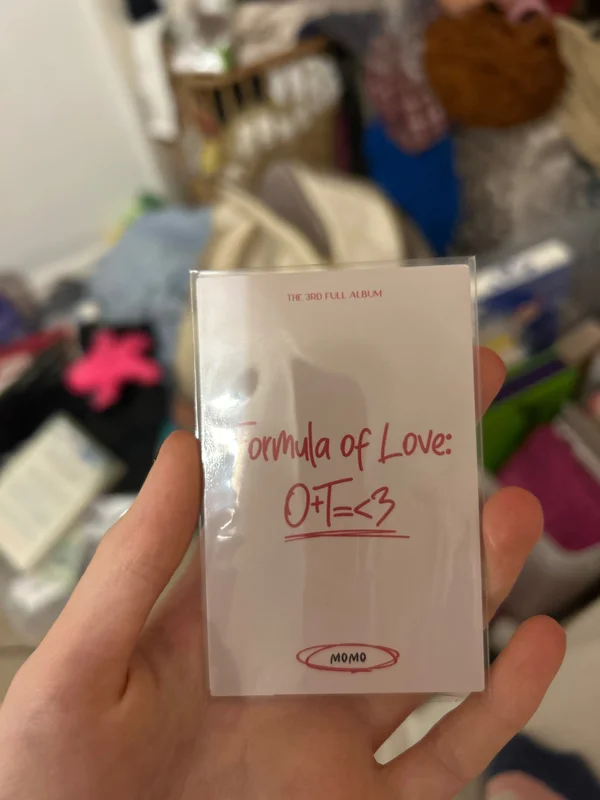 THE 3RD FULL ALBUM
Formula of Love:
O+T=<3
MOMO